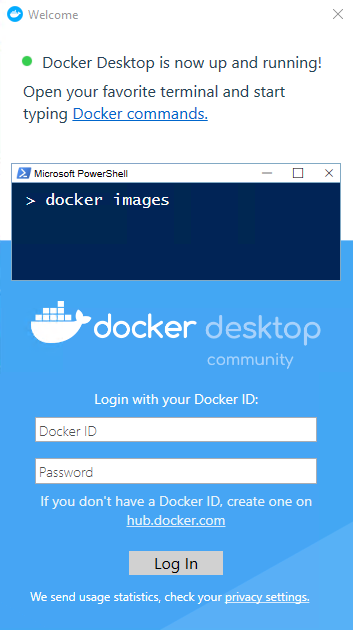 Welcome
Docker Desktop is now up and running!
Open your favorite terminal and start
typing Docker commands.
Microsoft PowerShell
> docker images
docker desktop
community
Login with your Docker ID:
Docker ID
Password
If you don't have a Docker ID, create one on
hub.docker.com
Log In
We send usage statistics, check your privacy settings.